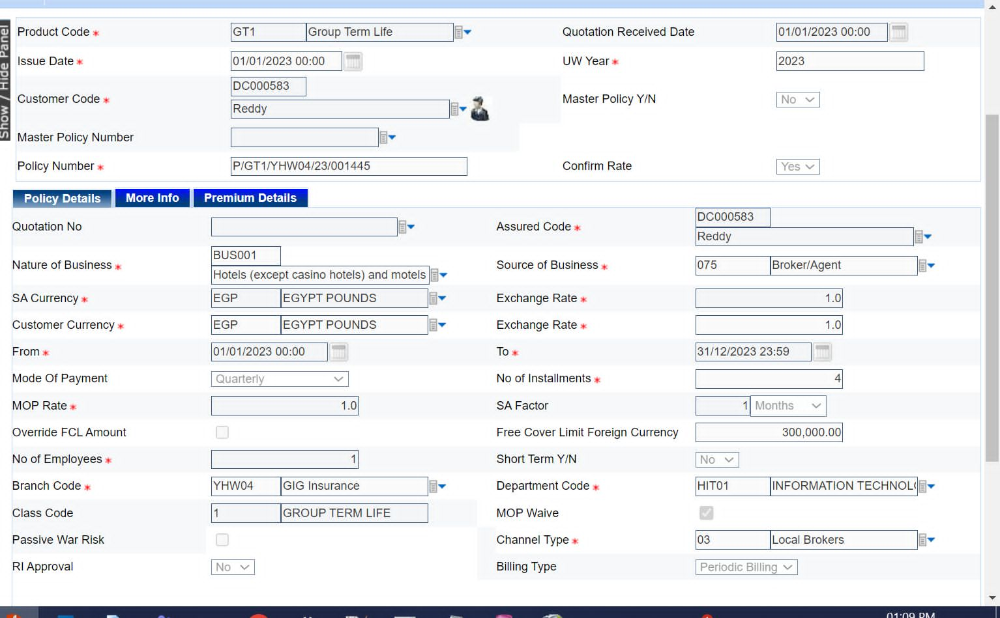 Show / Hide Panel
Product Code * GT1 Group Term Life Quotation Received Date 01/01/2023 00:00
Issue Date * 01/01/2023 00:00 UW Year * 2023
Customer Code * DC000583
Reddy Master Policy Y/N No
Master Policy Number
Policy Number * P/GT1/YHW04/23/001445 Confirm Rate Yes
Policy Details More Info Premium Details
Quotation No Assured Code * DC000583
Reddy
Nature of Business * BUS001
Hotels (except casino hotels) and motels Source of Business * 075 Broker/Agent
SA Currency * EGP EGYPT POUNDS Exchange Rate * 1.0
Customer Currency * EGP EGYPT POUNDS Exchange Rate * 1.0
From * 01/01/2023 00:00 To * 31/12/2023 23:59
Mode Of Payment Quarterly No of Installments * 4
MOP Rate * 1.0 SA Factor 1 Months
Override FCL Amount Free Cover Limit Foreign Currency 300,000.00
No of Employees * 1 Short Term Y/N No
Branch Code * YHW04 GIG Insurance Department Code * HIT01 INFORMATION TECHNOL
Class Code 1 GROUP TERM LIFE MOP Waive
Passive War Risk Channel Type * 03 Local Brokers
RI Approval No Billing Type Periodic Billing
01:09 PM